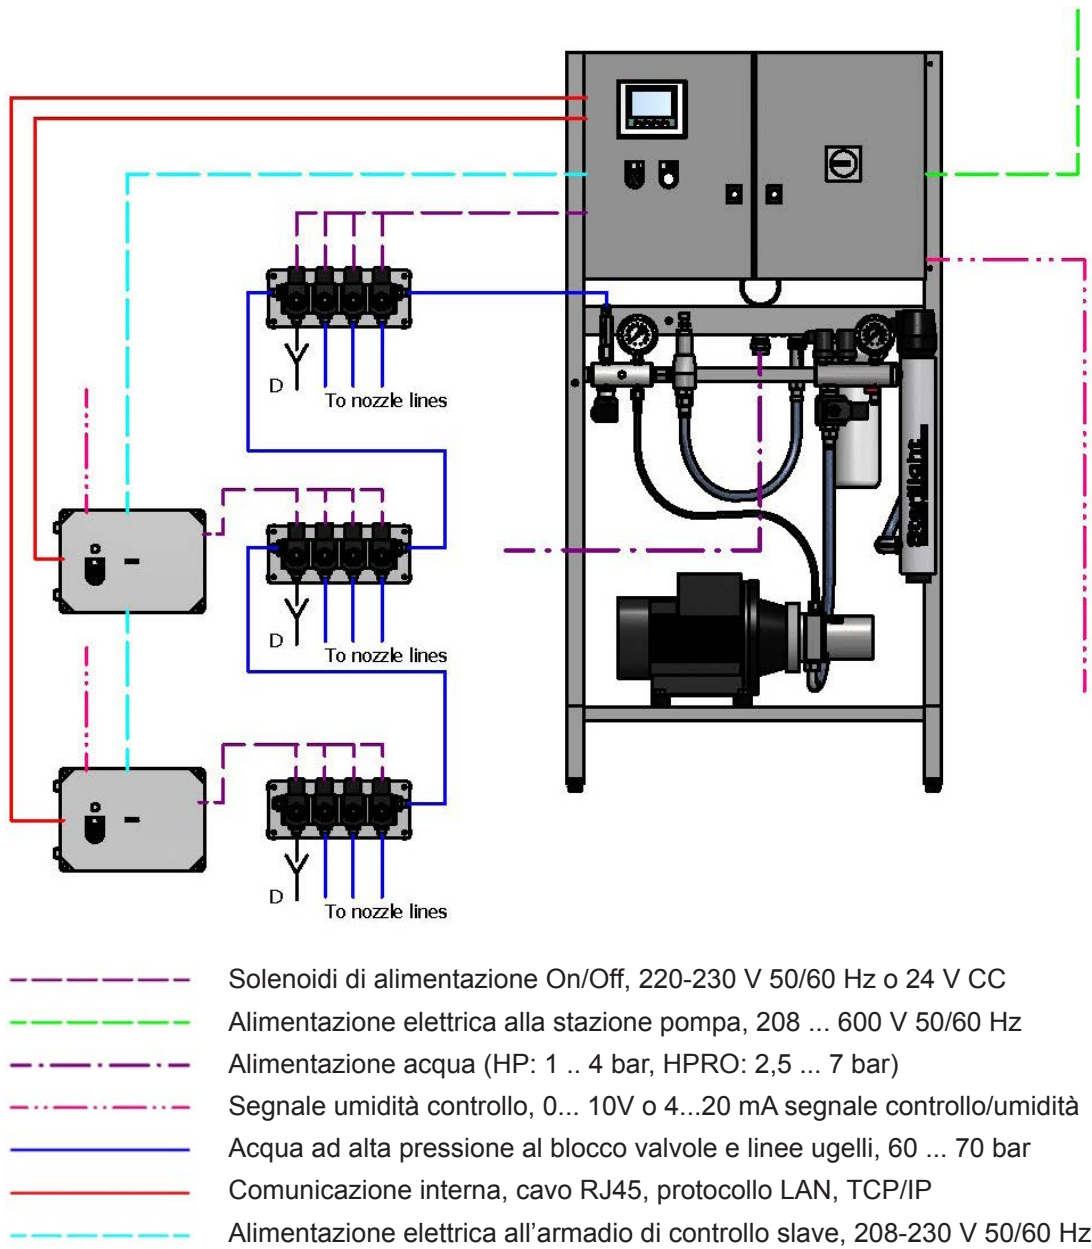 D
To nozzle lines
D
To nozzle lines
D
To nozzle lines
Sterilight
Solenoidi di alimentazione On/Off, 220-230 V 50/60 Hz o 24 V CC
Alimentazione elettrica alla stazione pompa, 208 ... 600 V 50/60 Hz
Alimentazione acqua (HP: 1 .. 4 bar, HPRO: 2,5 ... 7 bar)
Segnale umidità controllo, 0... 10V o 4...20 mA segnale controllo/umidità
Acqua ad alta pressione al blocco valvole e linee ugelli, 60 ... 70 bar
Comunicazione interna, cavo RJ45, protocollo LAN, TCP/IP
Alimentazione elettrica all’armadio di controllo slave, 208-230 V 50/60 Hz